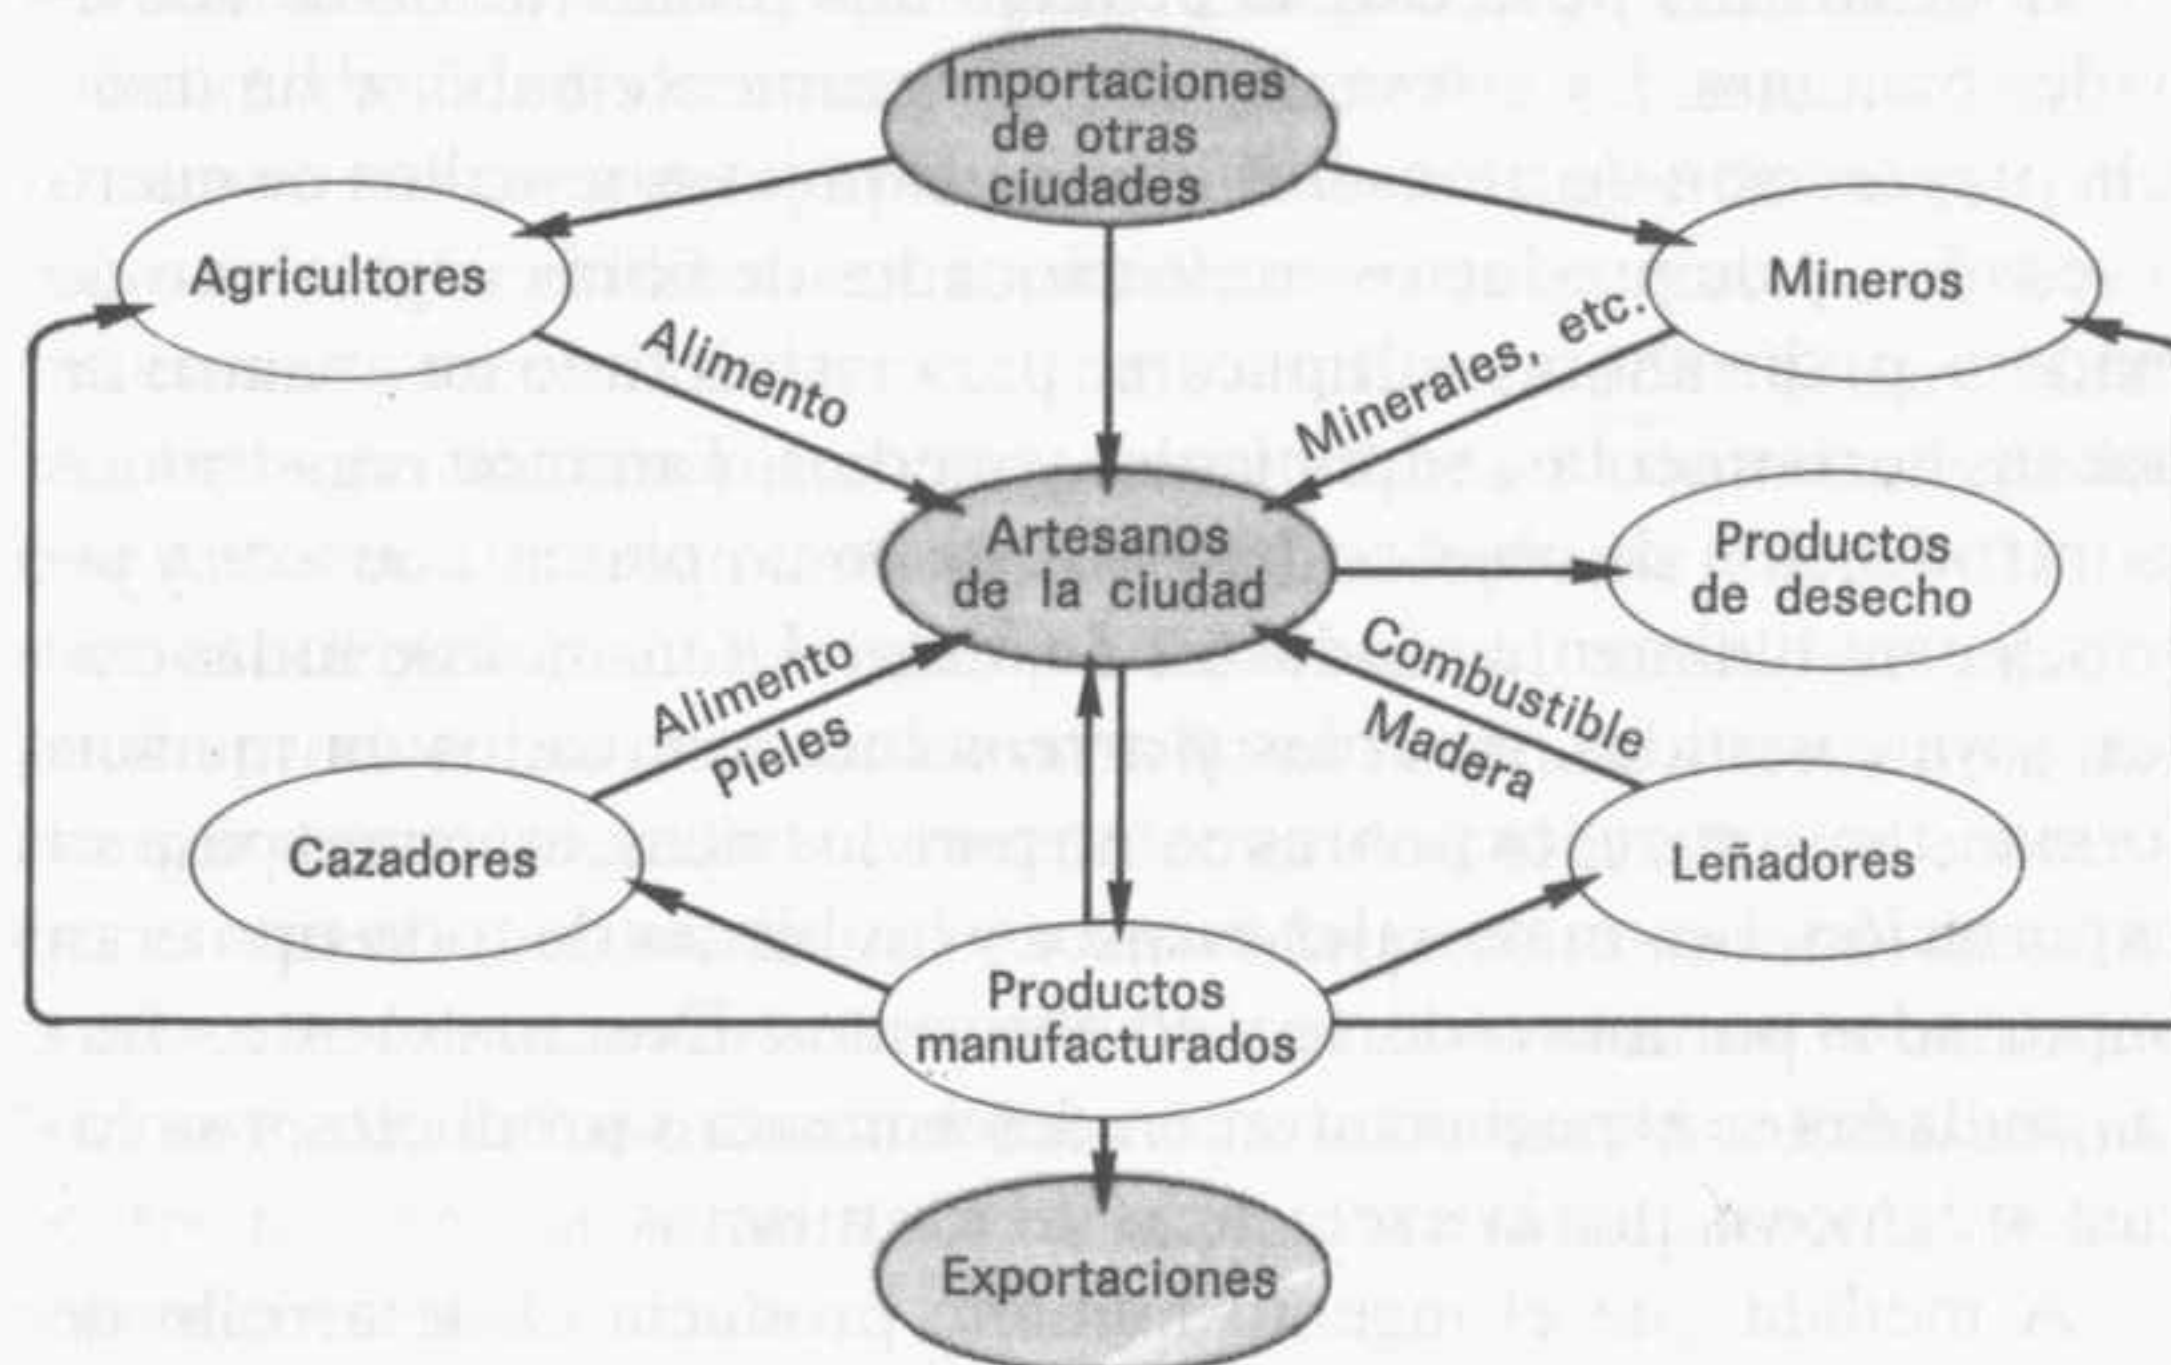 Importaciones
de otras
ciudades
Agricultores
Mineros
Alimento
Minerales, etc.
Artesanos
de la ciudad
Productos
de desecho
Alimento
Pieles
Combustible
Madera
Cazadores
Leñadores
Productos
manufacturados
Exportaciones